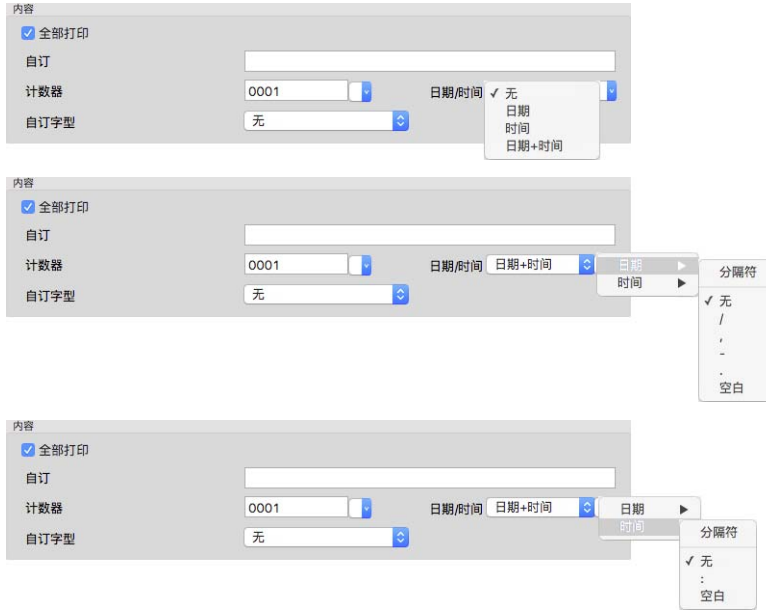 内容
全部打印
自订
计数器 0001 日期/时间 无
日期
时间
日期+时间
自订字型 无
内容
全部打印
自订
计数器 0001 日期/时间 日期+时间 日期
时间
自订字型 无
分隔符
无
/
,
-
.
空白
内容
全部打印
自订
计数器 0001 日期/时间 日期+时间 日期
时间
自订字型 无
分隔符
无
:
空白